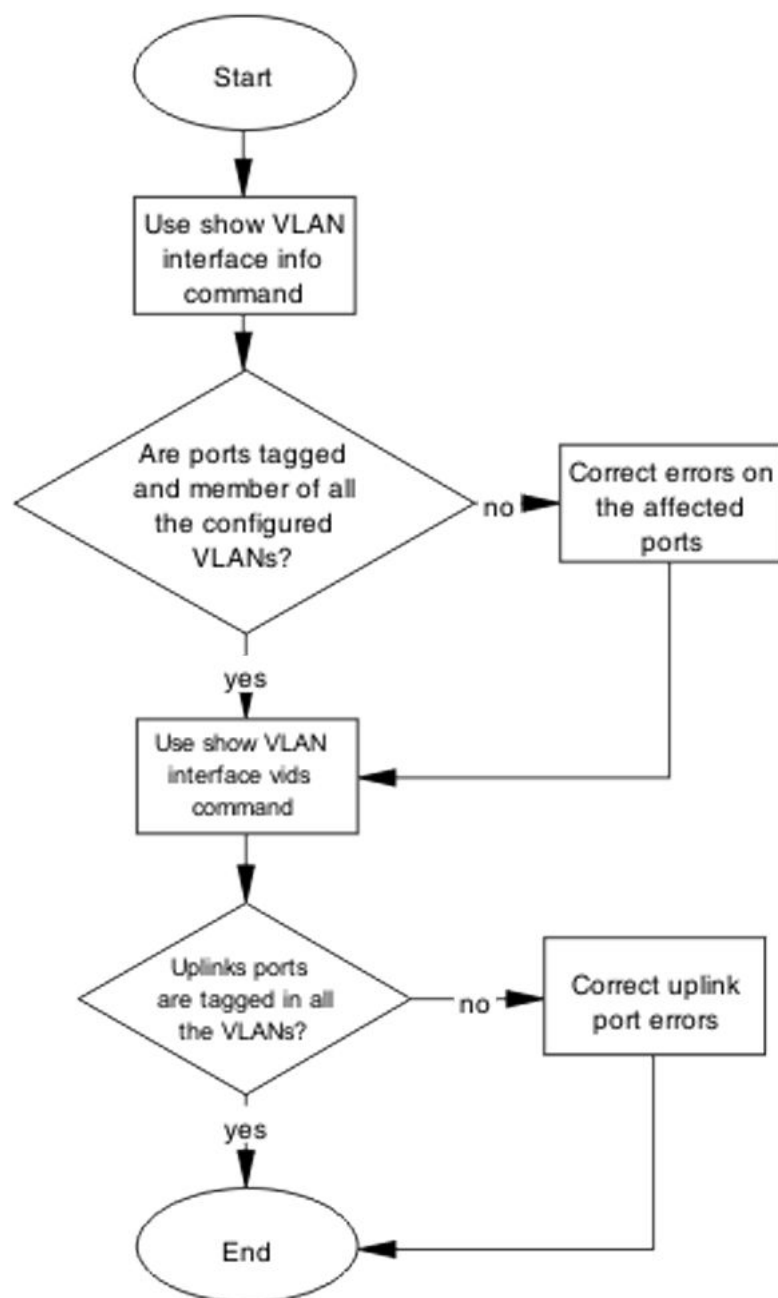 Start
Use show VLAN
interface info
command
Are ports tagged
and member of all
the configured
VLANs?
no
Correct errors on
the affected
ports
yes
Use show VLAN
interface vids
command
Uplinks ports
are tagged in all
the VLANs?
no
Correct uplink
port errors
yes
End